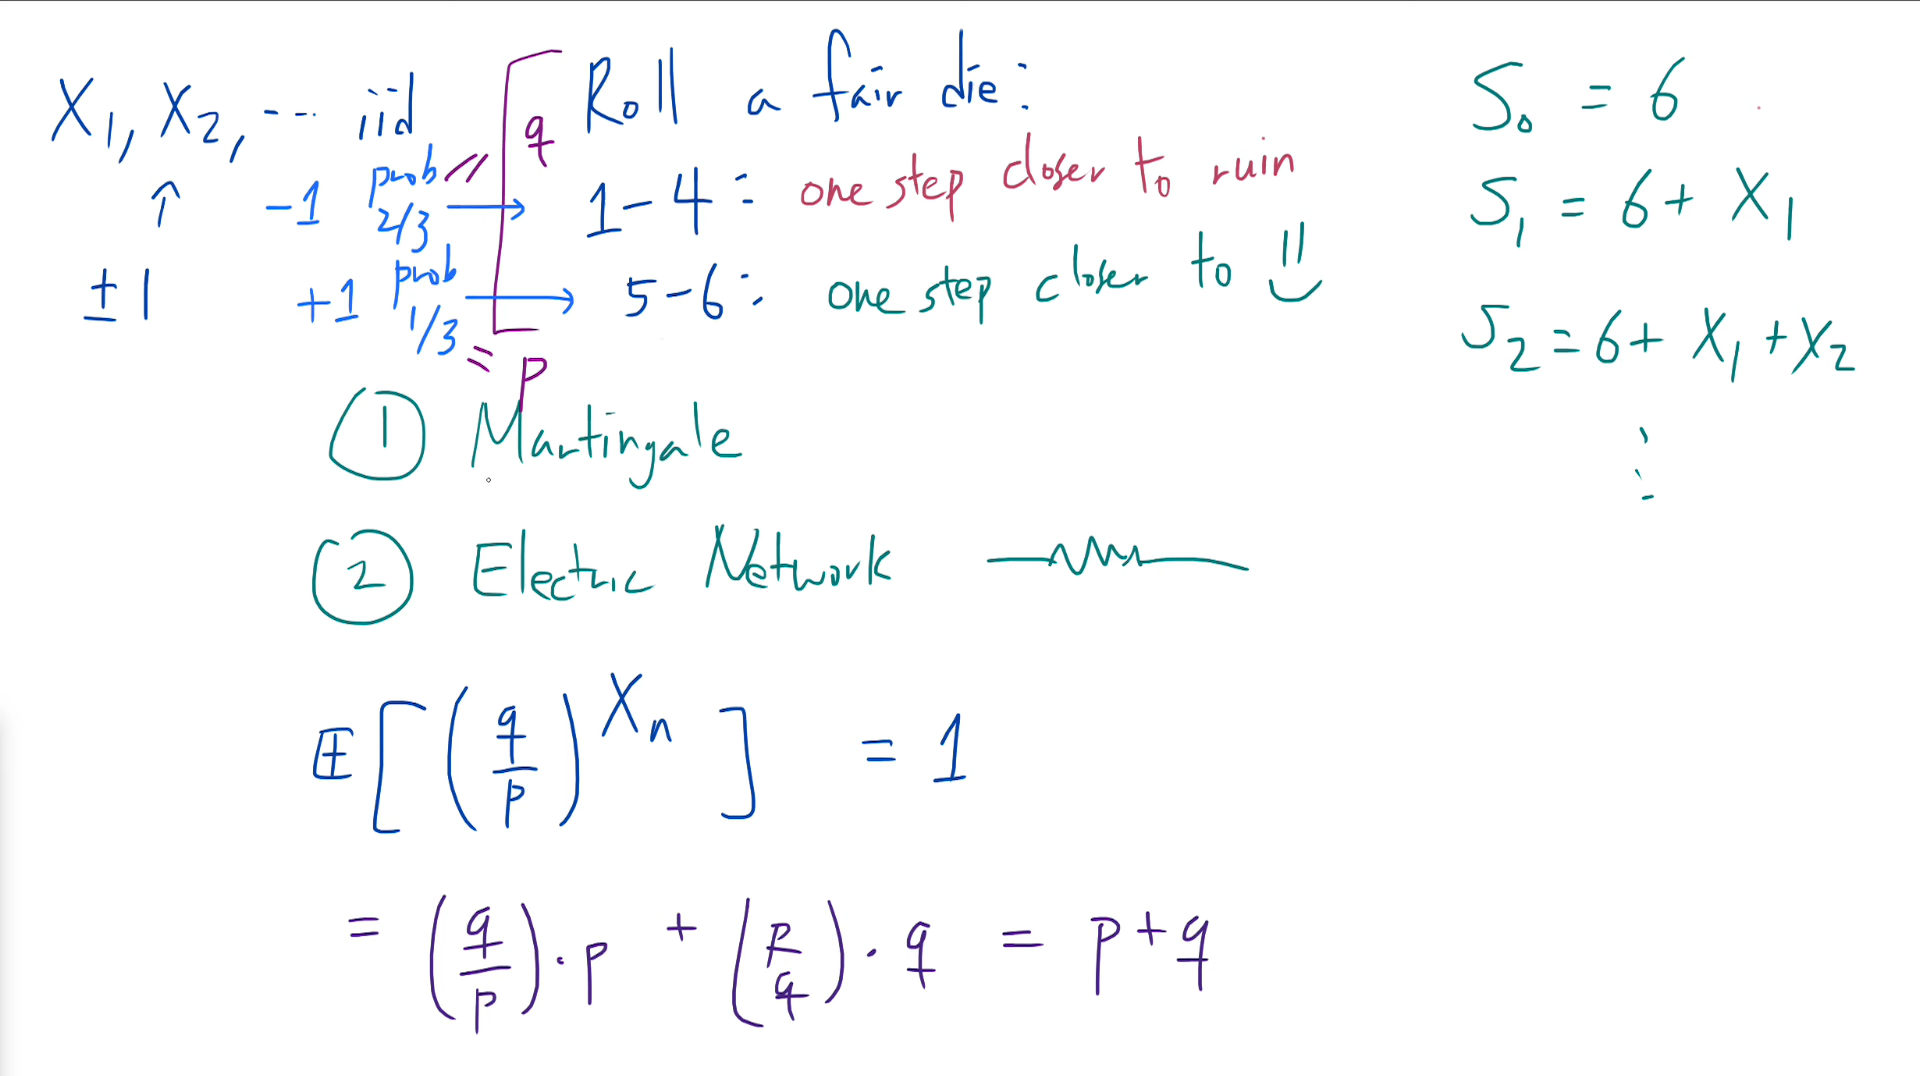 X₁, X₂, ... iid
↑
±1
-1 prob 2/3 → = q
+1 prob 1/3 → = p
Roll a fair die:
1-4: one step closer to ruin
5-6: one step closer to :)
S₀ = 6
S₁ = 6 + X₁
S₂ = 6 + X₁ + X₂
⋮
① Martingale
② Electric Network
𝔼[(q/p)^Xₙ] = 1
= (q/p)·p + (p/q)·q = p+q